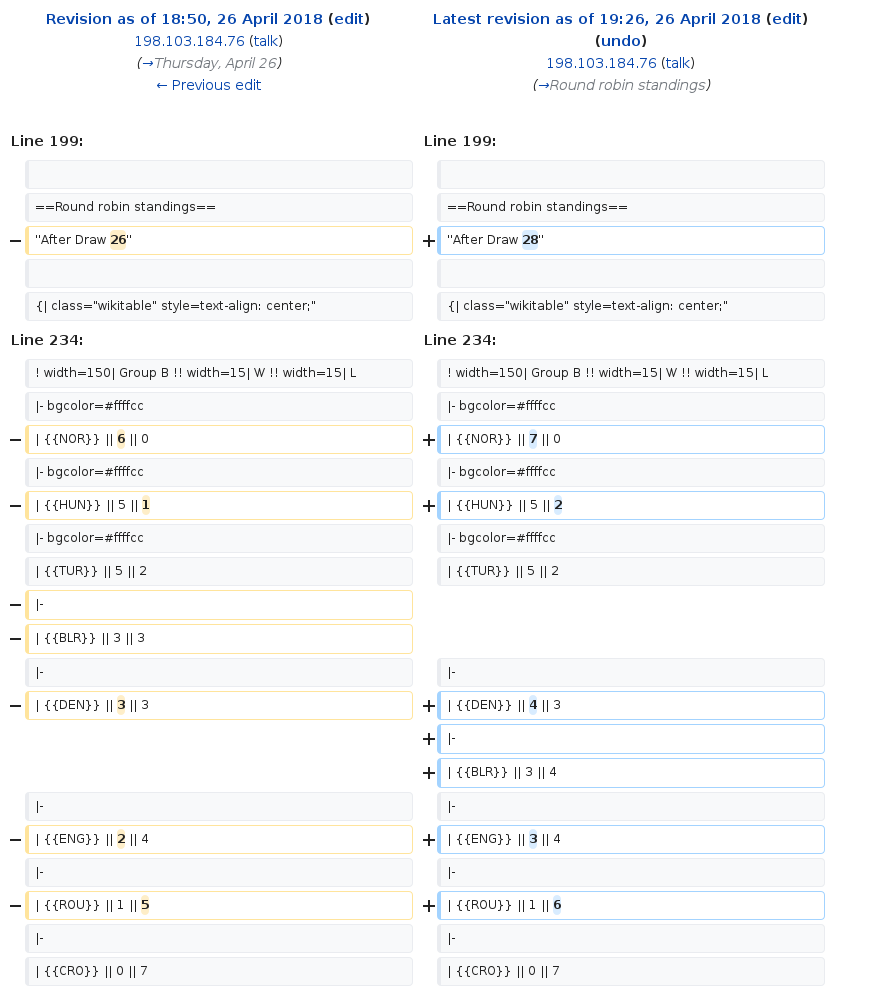 Revision as of 18:50, 26 April 2018 (edit)
198.103.184.76 (talk)
(→Thursday, April 26)
← Previous edit
Latest revision as of 19:26, 26 April 2018 (edit)
(undo)
198.103.184.76 (talk)
(→Round robin standings)
Line 199:
Line 199:
==Round robin standings==
==Round robin standings==
− ''After Draw 26''
+ ''After Draw 28''
{| class="wikitable" style=text-align: center;"
{| class="wikitable" style=text-align: center;"
Line 234:
Line 234:
! width=150| Group B !! width=15| W !! width=15| L
! width=150| Group B !! width=15| W !! width=15| L
|- bgcolor=#ffffcc
|- bgcolor=#ffffcc
− | {{NOR}} || 6 || 0
+ | {{NOR}} || 7 || 0
|- bgcolor=#ffffcc
|- bgcolor=#ffffcc
− | {{HUN}} || 5 || 1
+ | {{HUN}} || 5 || 2
|- bgcolor=#ffffcc
|- bgcolor=#ffffcc
| {{TUR}} || 5 || 2
| {{TUR}} || 5 || 2
− |-
− | {{BLR}} || 3 || 3
|-
|-
− | {{DEN}} || 3 || 3
+ | {{DEN}} || 4 || 3
+ |-
+ | {{BLR}} || 3 || 4
|-
|-
− | {{ENG}} || 2 || 4
+ | {{ENG}} || 3 || 4
|-
|-
− | {{ROU}} || 1 || 5
+ | {{ROU}} || 1 || 6
|-
|-
| {{CRO}} || 0 || 7
| {{CRO}} || 0 || 7